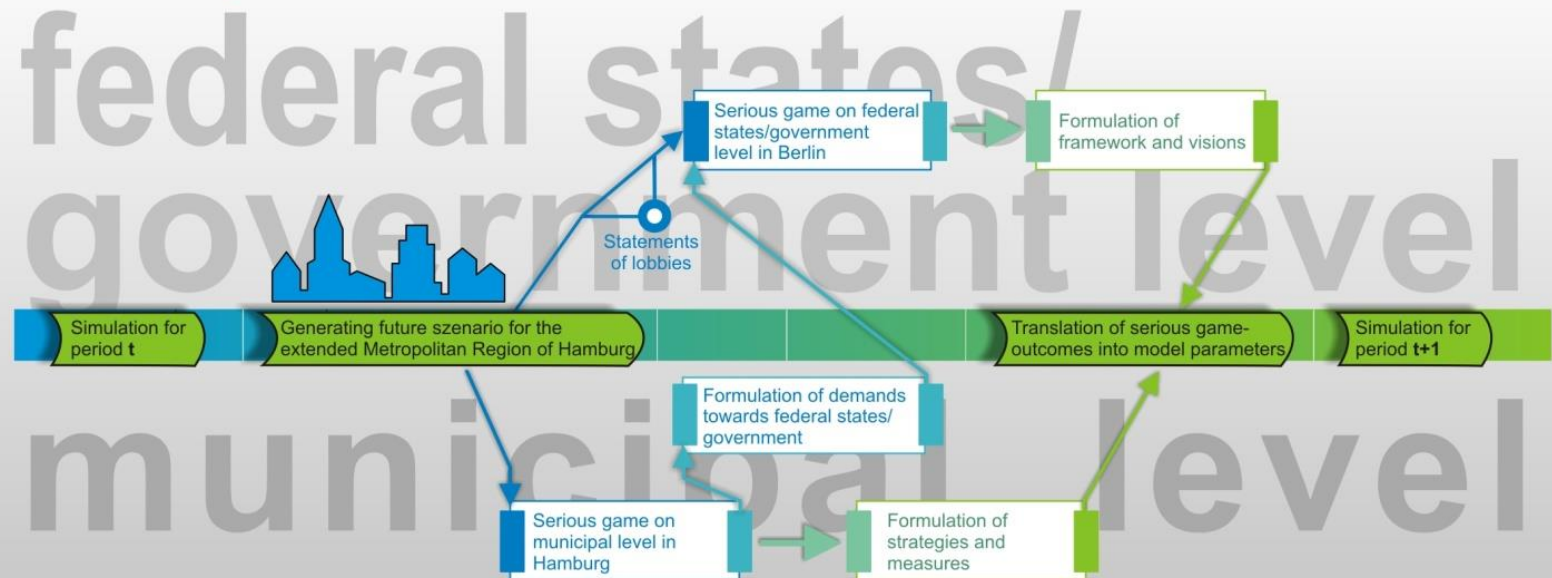 federal states/
government level
municipal level
Serious game on federal
states/government
level in Berlin
Formulation of
framework and visions
Statements
of lobbies
Simulation for
period t
Generating future szenario for the
extended Metropolitan Region of Hamburg
Translation of serious game-
outcomes into model parameters
Simulation for
period t+1
Formulation of demands
towards federal states/
government
Serious game on
municipal level in
Hamburg
Formulation of
strategies and
measures